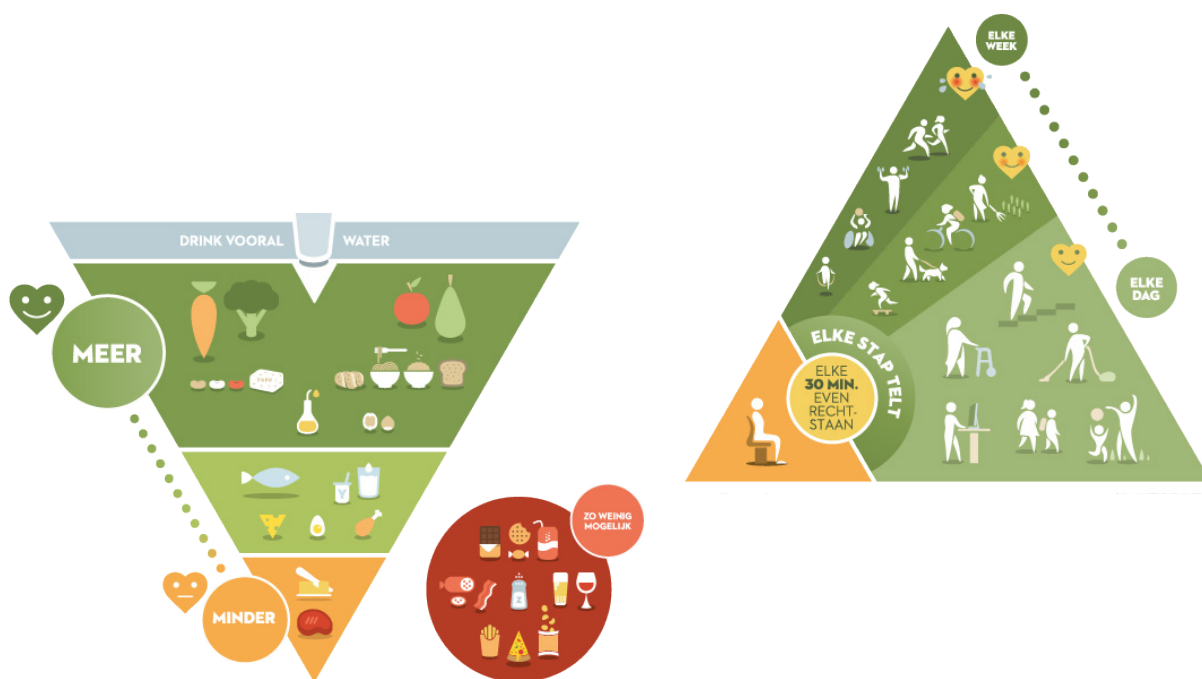 DRINK VOORAL WATER
MEER
MINDER
ZO WEINIG
MOGELIJK
ELKE
WEEK
ELKE
DAG
ELKE STAP TELT
ELKE
30 MIN.
EVEN
RECHT-
STAAN
Y
Z